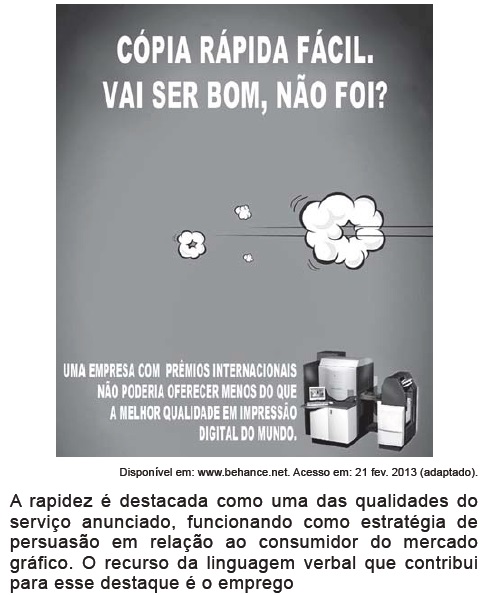 CÓPIA RÁPIDA FÁCIL.
VAI SER BOM, NÃO FOI?
UMA EMPRESA COM PRÊMIOS INTERNACIONAIS
NÃO PODERIA OFERECER MENOS DO QUE
A MELHOR QUALIDADE EM IMPRESSÃO
DIGITAL DO MUNDO.
Disponível em: www.behance.net. Acesso em: 21 fev. 2013 (adaptado).
A rapidez é destacada como uma das qualidades do
serviço anunciado, funcionando como estratégia de
persuasão em relação ao consumidor do mercado
gráfico. O recurso da linguagem verbal que contribui
para esse destaque é o emprego